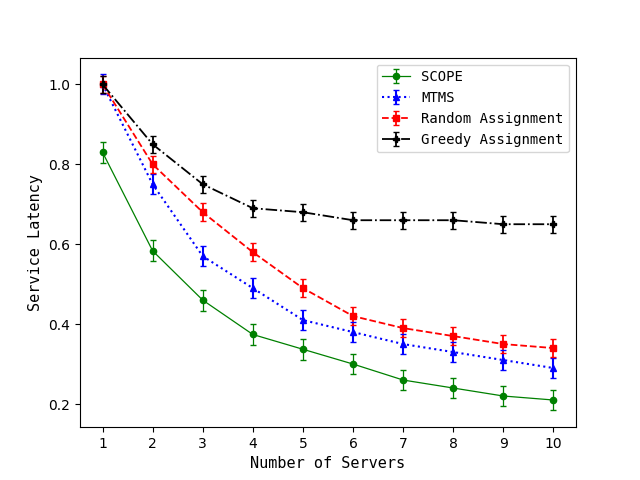 SCOPE
MTMS
Random Assignment
Greedy Assignment
Service Latency
1.0
0.8
0.6
0.4
0.2
1 2 3 4 5 6 7 8 9 10
Number of Servers